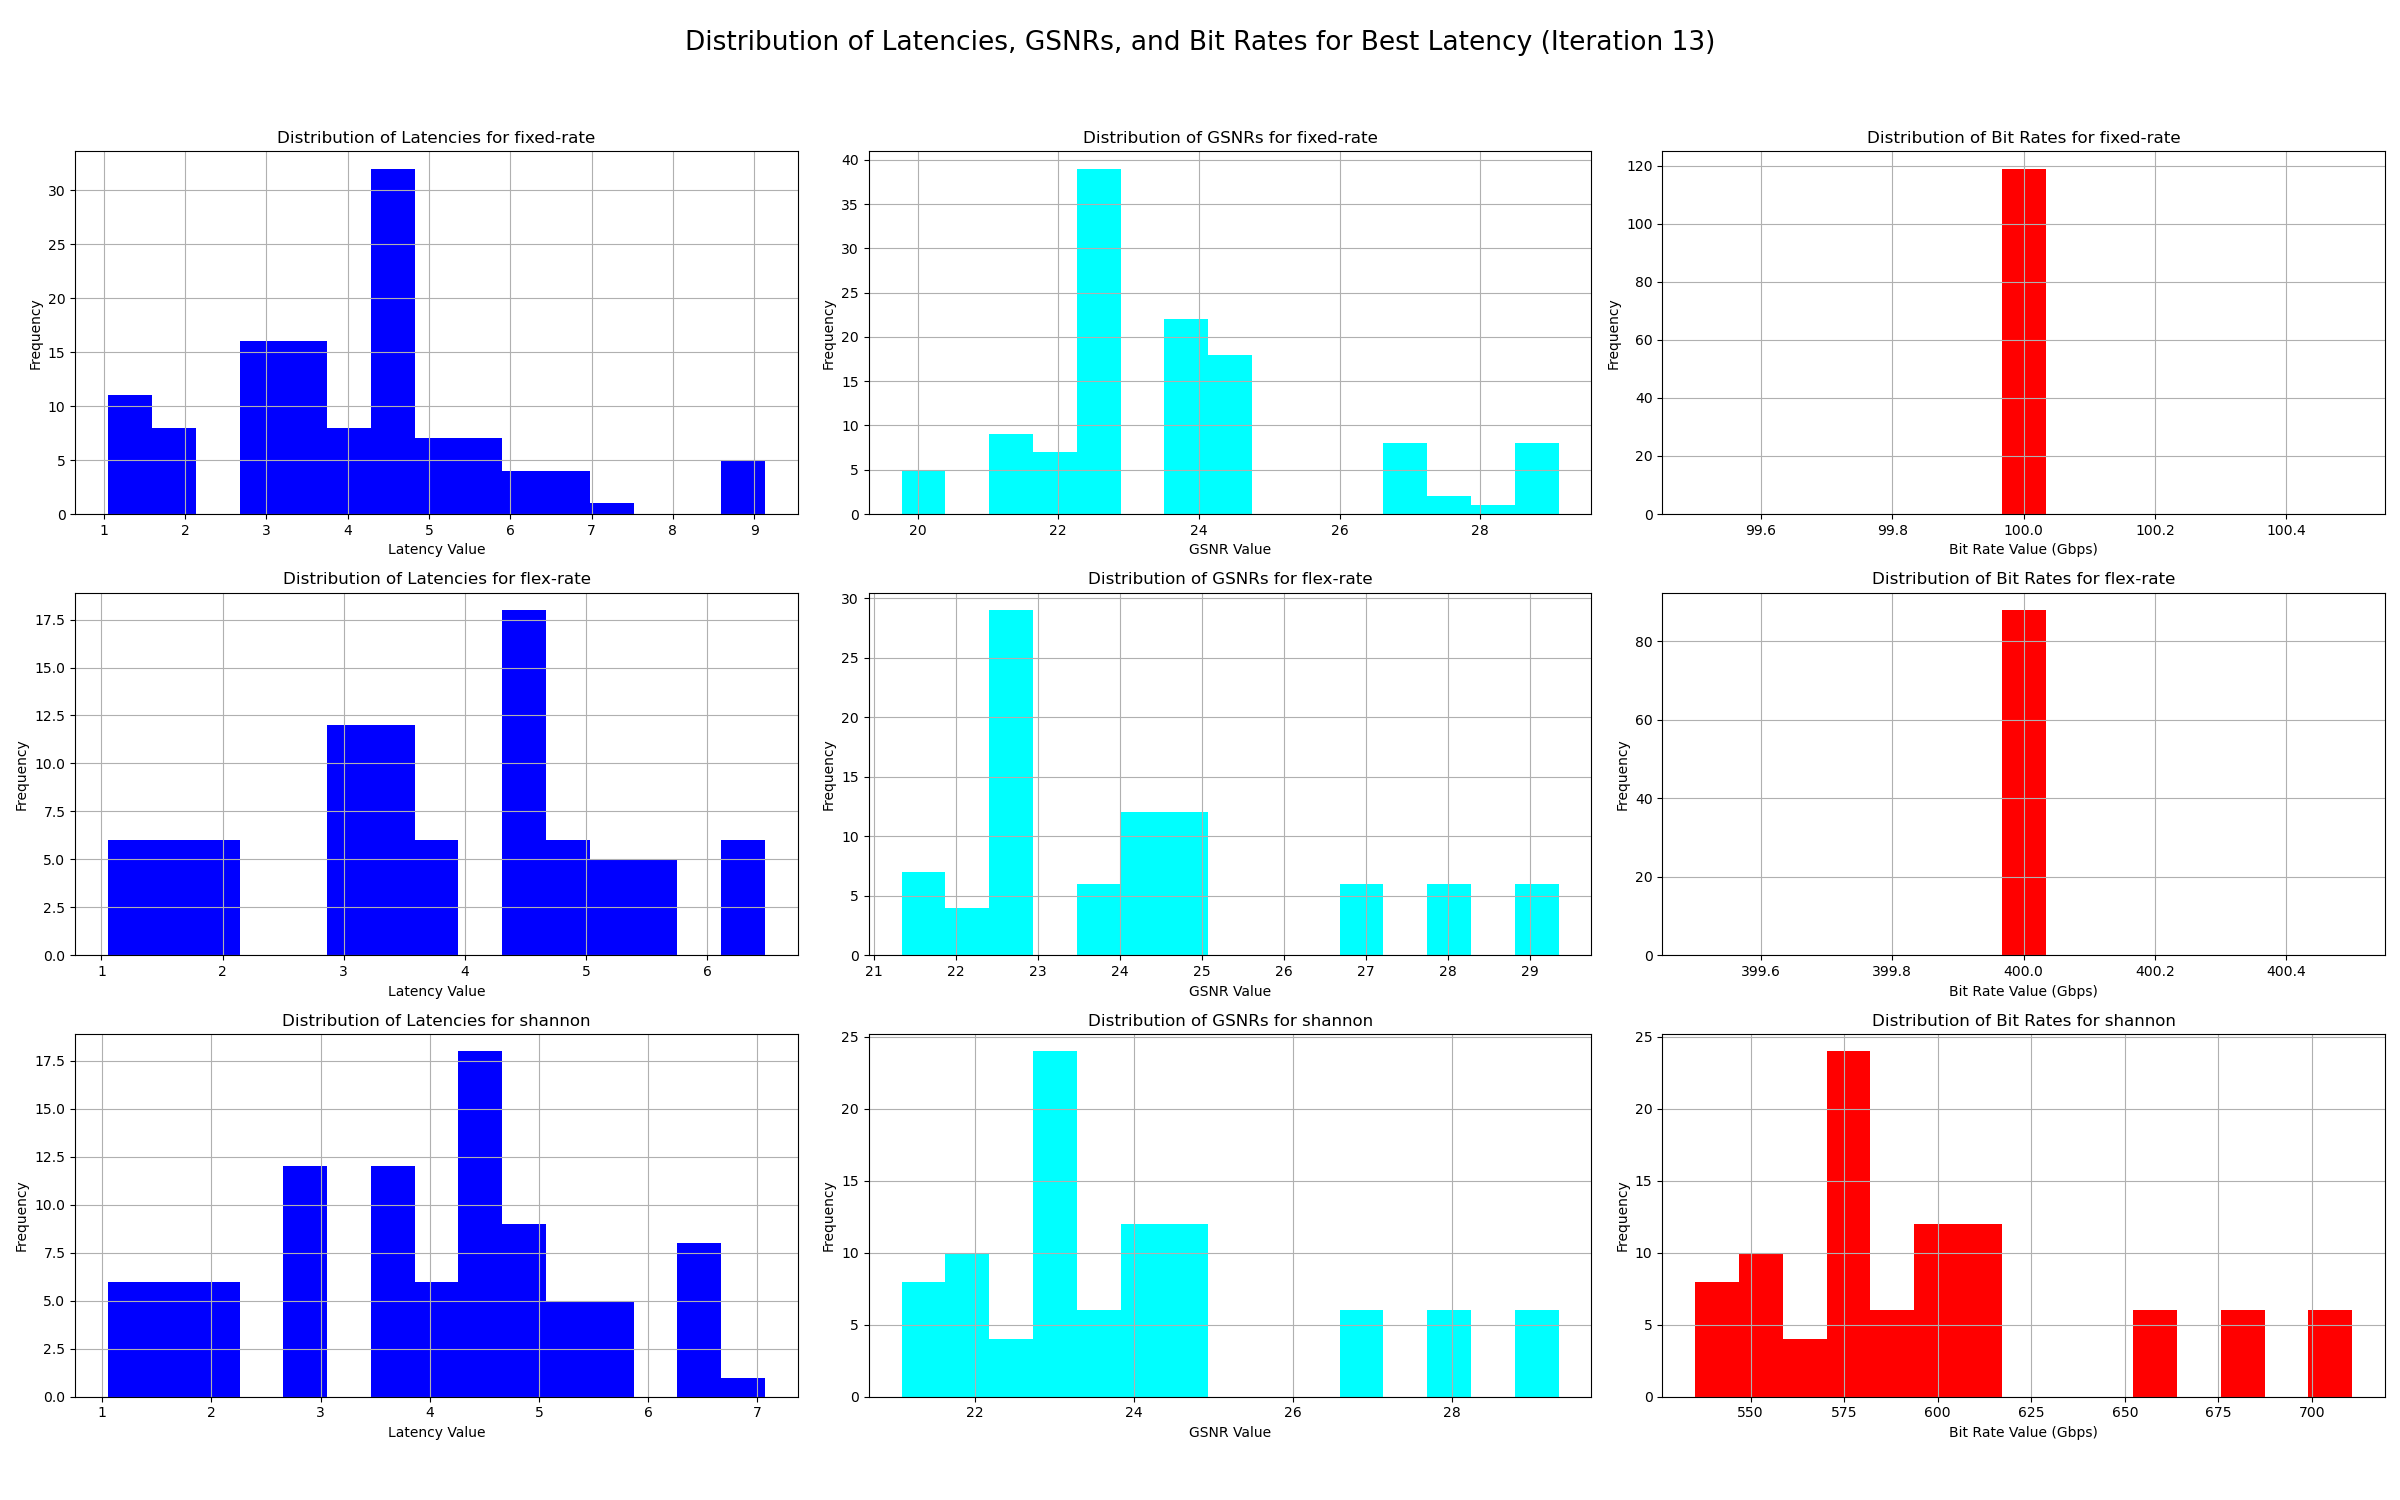 Distribution of Latencies, GSNRs, and Bit Rates for Best Latency (Iteration 13)
Distribution of Latencies for fixed-rate
Frequency
30
25
20
15
10
5
0
1 2 3 4 5 6 7 8 9
Latency Value
Distribution of GSNRs for fixed-rate
Frequency
40
35
30
25
20
15
10
5
0
20 22 24 26 28
GSNR Value
Distribution of Bit Rates for fixed-rate
Frequency
120
100
80
60
40
20
0
99.6 99.8 100.0 100.2 100.4
Bit Rate Value (Gbps)
Distribution of Latencies for flex-rate
Frequency
17.5
15.0
12.5
10.0
7.5
5.0
2.5
0.0
1 2 3 4 5 6
Latency Value
Distribution of GSNRs for flex-rate
Frequency
30
25
20
15
10
5
0
21 22 23 24 25 26 27 28 29
GSNR Value
Distribution of Bit Rates for flex-rate
Frequency
80
60
40
20
0
399.6 399.8 400.0 400.2 400.4
Bit Rate Value (Gbps)
Distribution of Latencies for shannon
Frequency
17.5
15.0
12.5
10.0
7.5
5.0
2.5
0.0
1 2 3 4 5 6 7
Latency Value
Distribution of GSNRs for shannon
Frequency
25
20
15
10
5
0
22 24 26 28
GSNR Value
Distribution of Bit Rates for shannon
Frequency
25
20
15
10
5
0
550 575 600 625 650 675 700
Bit Rate Value (Gbps)